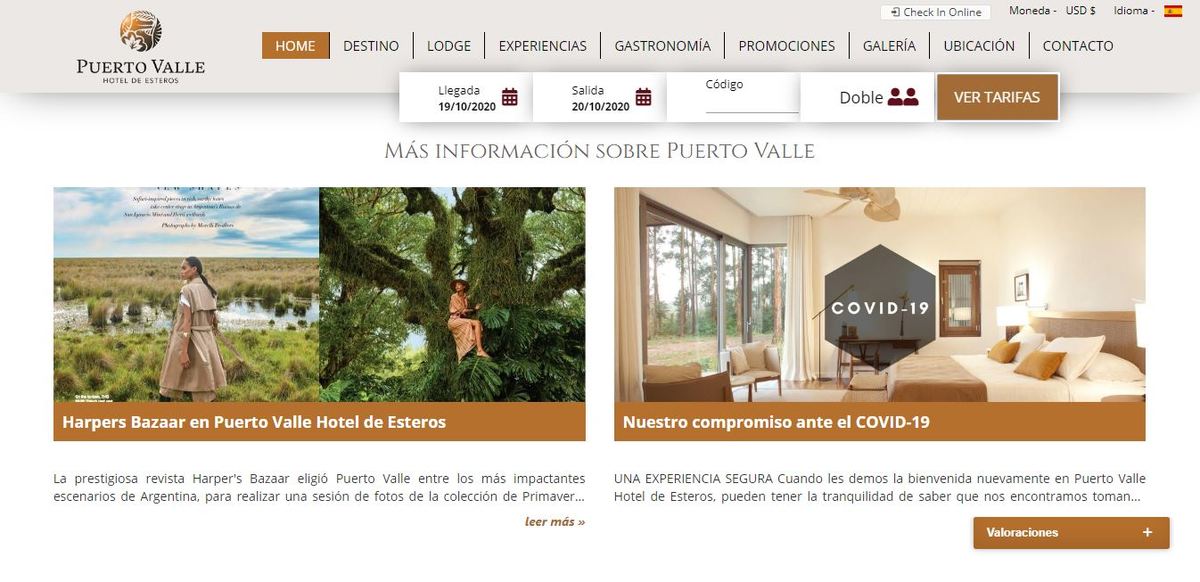 Check In Online
Moneda - USD $
Idioma -
PUERTO VALLE
HOTEL DE ESTEROS
HOME
DESTINO
LODGE
EXPERIENCIAS
GASTRONOMÍA
PROMOCIONES
GALERÍA
UBICACIÓN
CONTACTO
Llegada
19/10/2020
Salida
20/10/2020
Código
Doble
VER TARIFAS
MÁS INFORMACIÓN SOBRE PUERTO VALLE
Photographs by
COVID-19
Harpers Bazaar en Puerto Valle Hotel de Esteros
Nuestro compromiso ante el COVID-19
La prestigiosa revista Harper's Bazaar eligió Puerto Valle entre los más impactantes
escenarios de Argentina, para realizar una sesión de fotos de la colección de Primaver...
leer más »
UNA EXPERIENCIA SEGURA Cuando les demos la bienvenida nuevamente en Puerto Valle
Hotel de Esteros, pueden tener la tranquilidad de saber que nos encontramos toman...
Valoraciones +